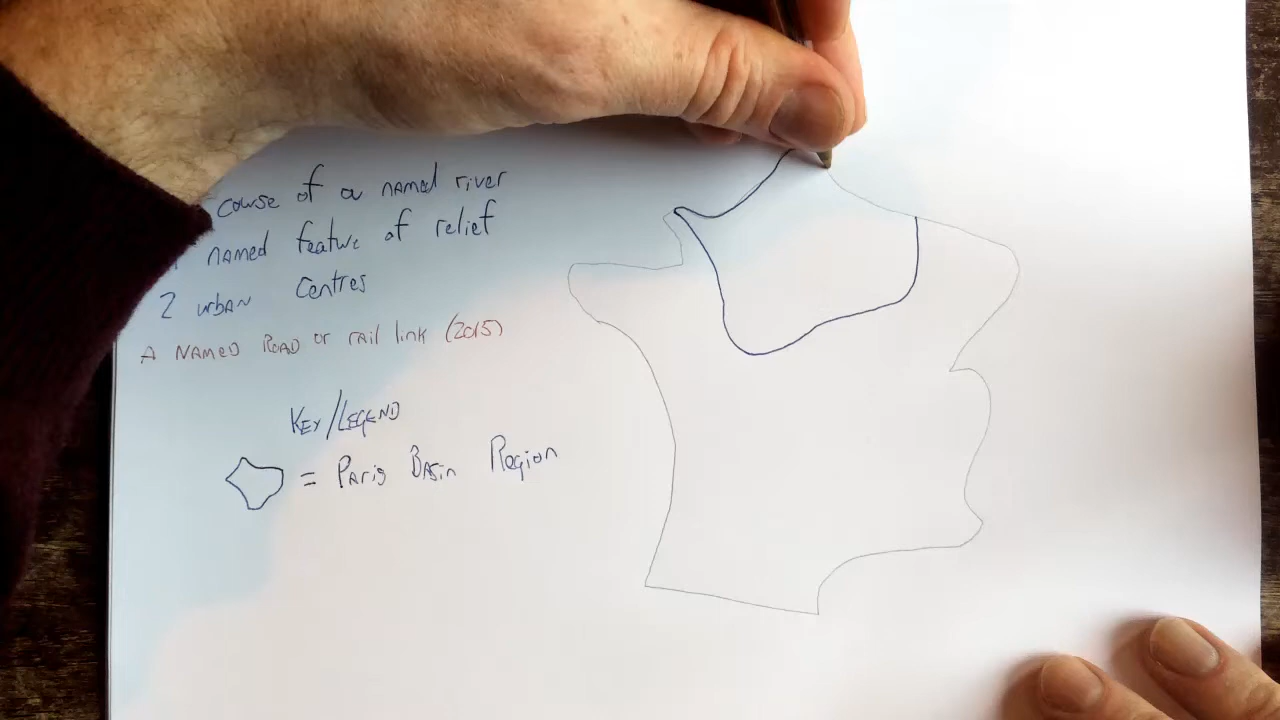 course of a named river
named feature of relief
2 urban centres
A NAMED ROAD or rail link (2015)
KEY/LEGEND
= Paris Basin Region